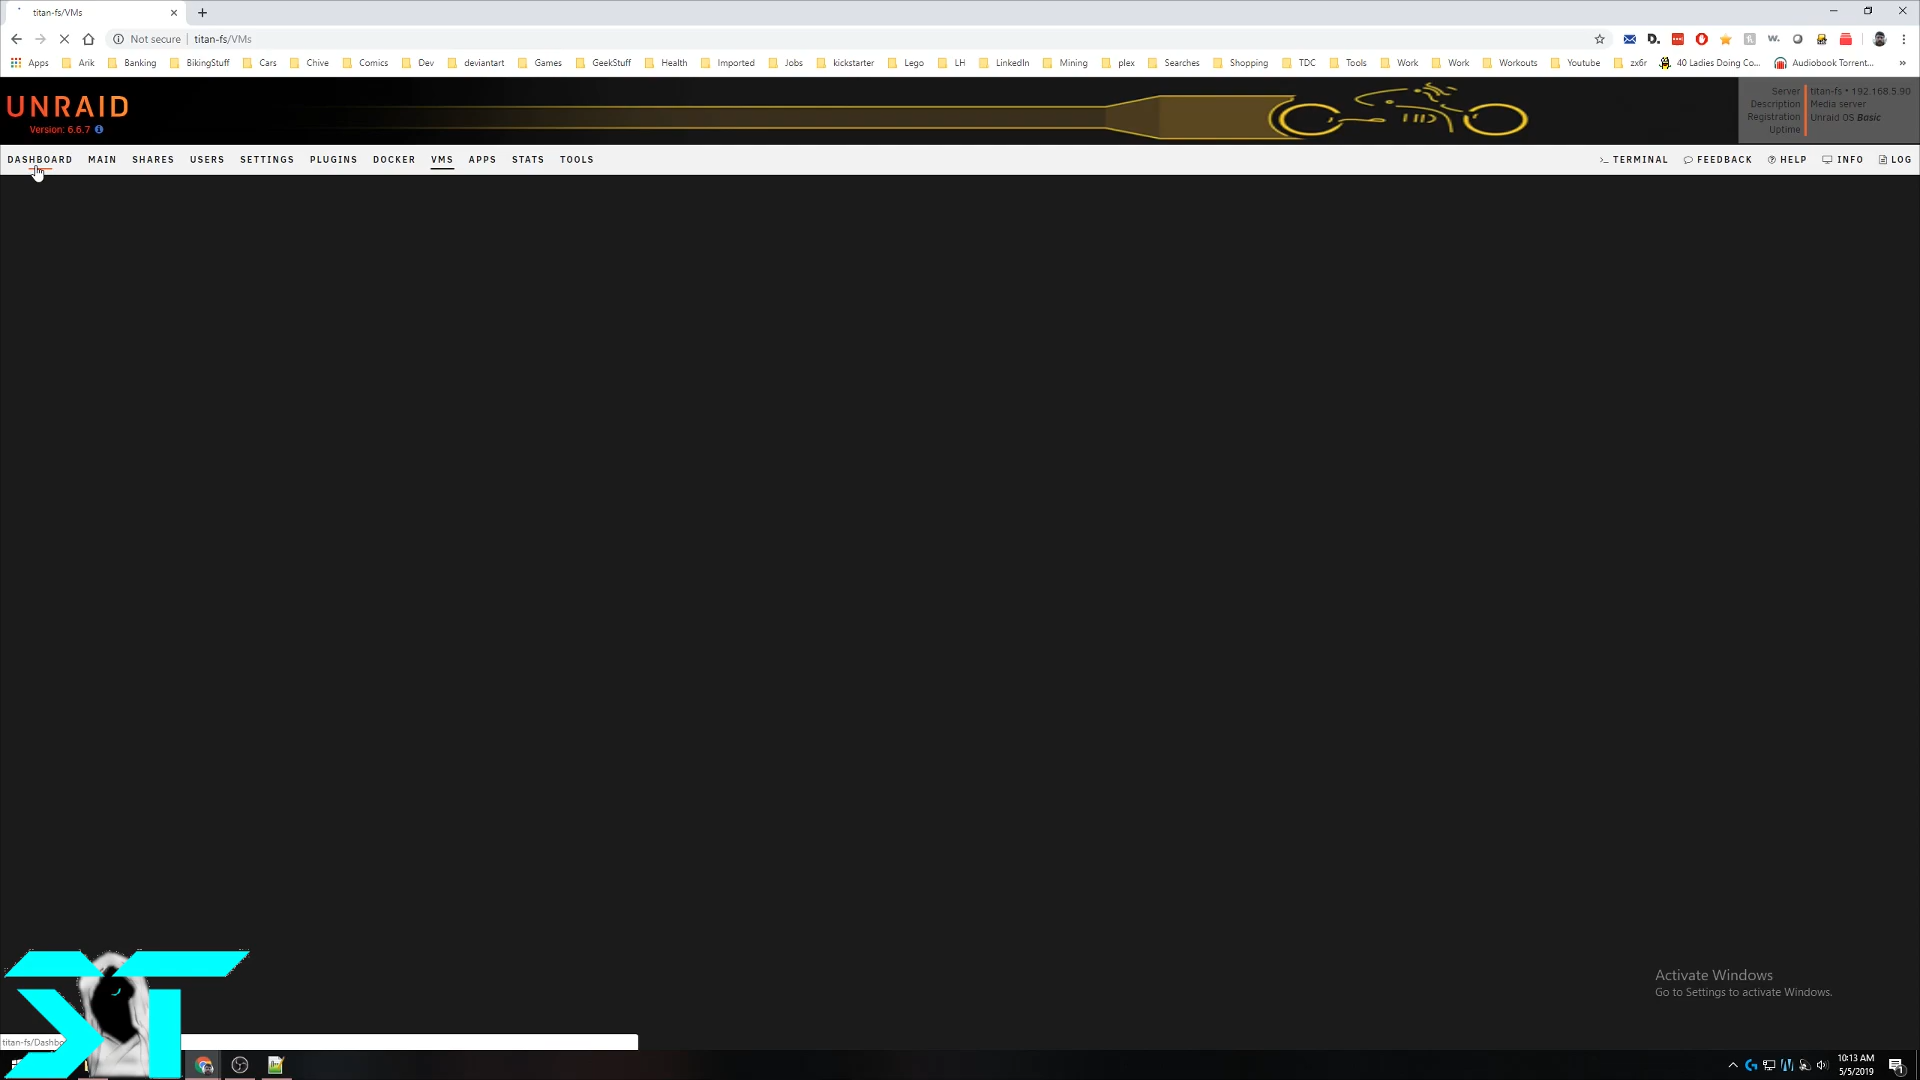 titan-fs/VMs
Not secure titan-fs/VMs
Apps Arik Banking BikingStuff Cars Chive Comics Dev deviantart Games GeekStuff Health Imported Jobs kickstarter Lego LH LinkedIn Mining plex Searches Shopping TDC Tools Work Work Workouts Youtube zx6r 40 Ladies Doing Co... Audiobook Torrent... »
UNRAID
Version: 6.6.7
Server titan-fs • 192.168.5.90
Description Media server
Registration Unraid OS Basic
Uptime
DASHBOARD MAIN SHARES USERS SETTINGS PLUGINS DOCKER VMS APPS STATS TOOLS >_ TERMINAL FEEDBACK HELP INFO LOG
Activate Windows
Go to Settings to activate Windows.
titan-fs/Dashbo
10:13 AM
5/5/2019